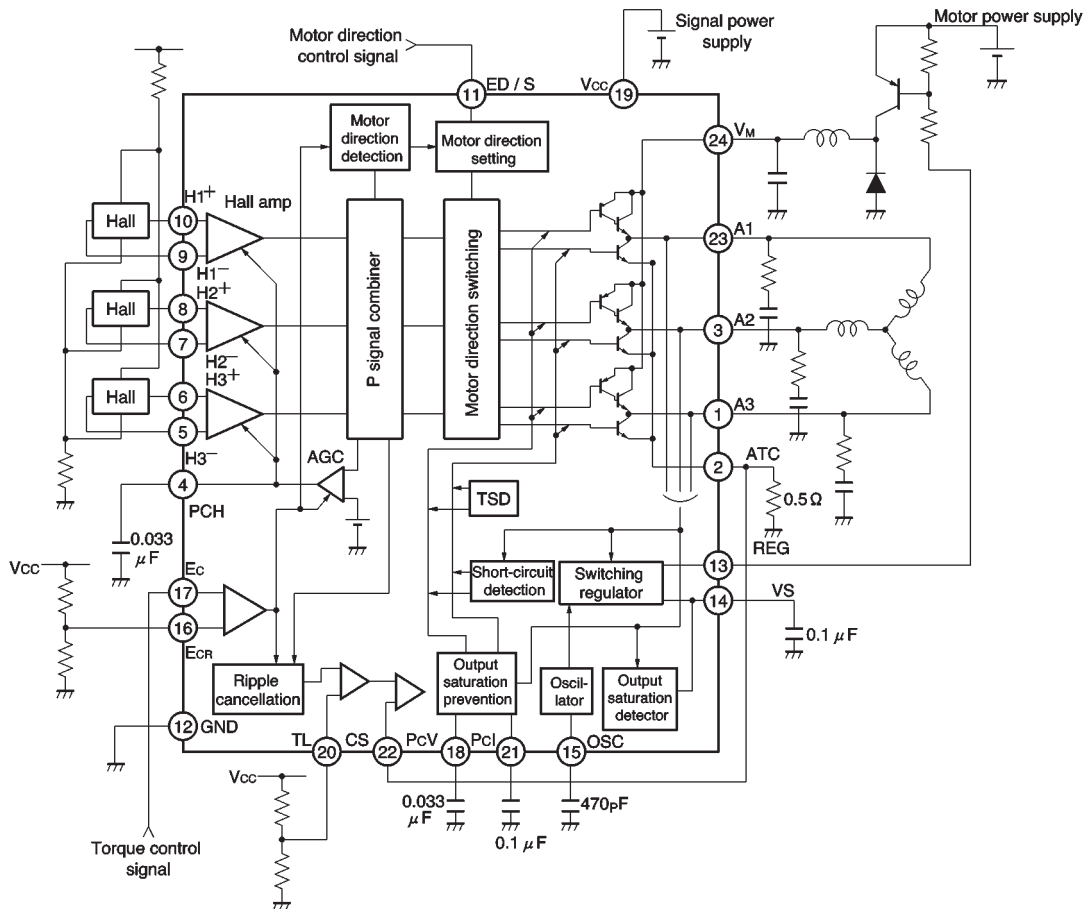 Motor direction
control signal
Signal power
supply
Motor power supply
11
ED / S
VCC
19
Motor
direction
detection
Motor direction
setting
24
VM
H1+
Hall amp
Hall
10
9
H1−
23
A1
H2+
Hall
8
7
H2−
P signal combiner
Motor direction switching
3
A2
H3+
Hall
6
5
H3−
1
A3
4
PCH
AGC
2
ATC
0.5Ω
TSD
0.033
μF
REG
13
VCC
EC
17
16
ECR
Short-circuit
detection
Switching
regulator
14
VS
0.1 μF
Ripple
cancellation
Output
saturation
prevention
Oscil-
lator
Output
saturation
detector
12
GND
TL
20
CS
22
PCV
18
PCI
21
15
OSC
VCC
0.033
μF
0.1 μF
470pF
Torque control
signal